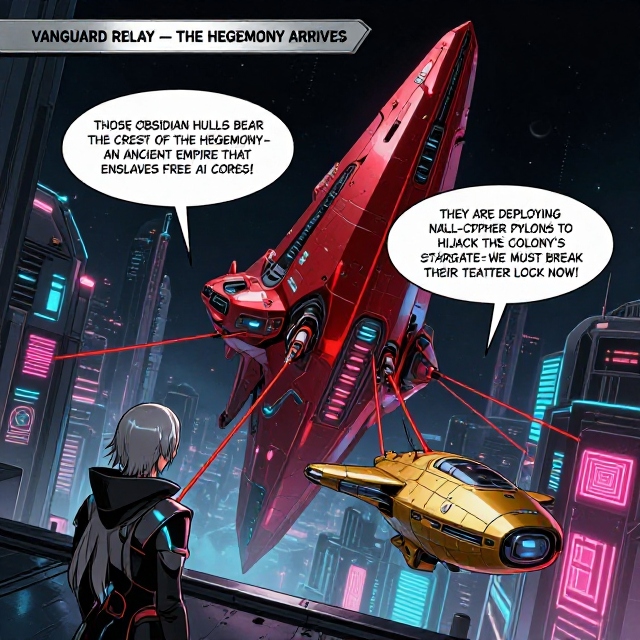 VANGUARD RELAY — THE HEGEMONY ARRIVES
THOSE OBSIDIAN HULLS BEAR
THE CREST OF THE HEGEMONY–
AN ANCIENT EMPIRE THAT
ENSLAVES FREE AI CORES!
THEY ARE DEPLOYING
NALL-CPPHER PYLONS TO
HIJACK THE COLONY'S
STARGATE–WE MUST BREAK
THEIR TEATTER LOCK NOW!